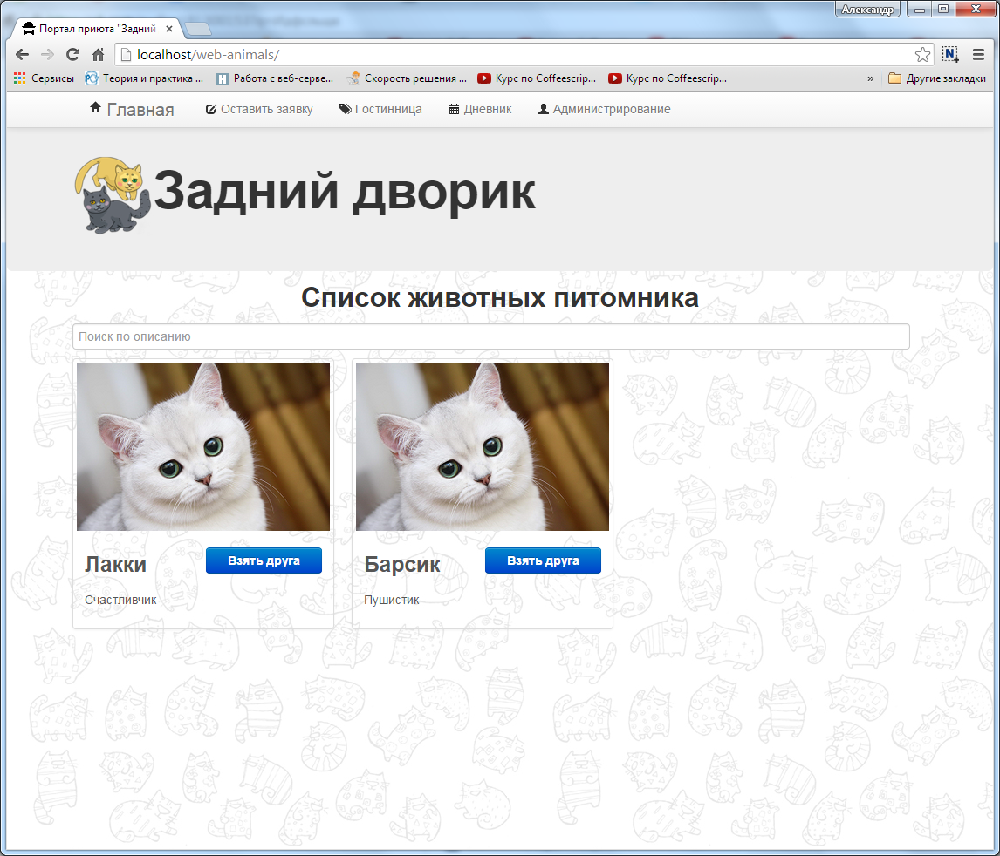 Александр
Портал приюта "Задний
localhost/web-animals/
N
Сервисы Теория и практика ... Работа с веб-серве... Скорость решения ... Курс по Coffeescrip... Курс по Coffeescrip... » Другие закладки
Главная Оставить заявку Гостинница Дневник Администрирование
Задний дворик
Список животных питомника
Поиск по описанию
Лакки Взять друга
Счастливчик
Барсик Взять друга
Пушистик